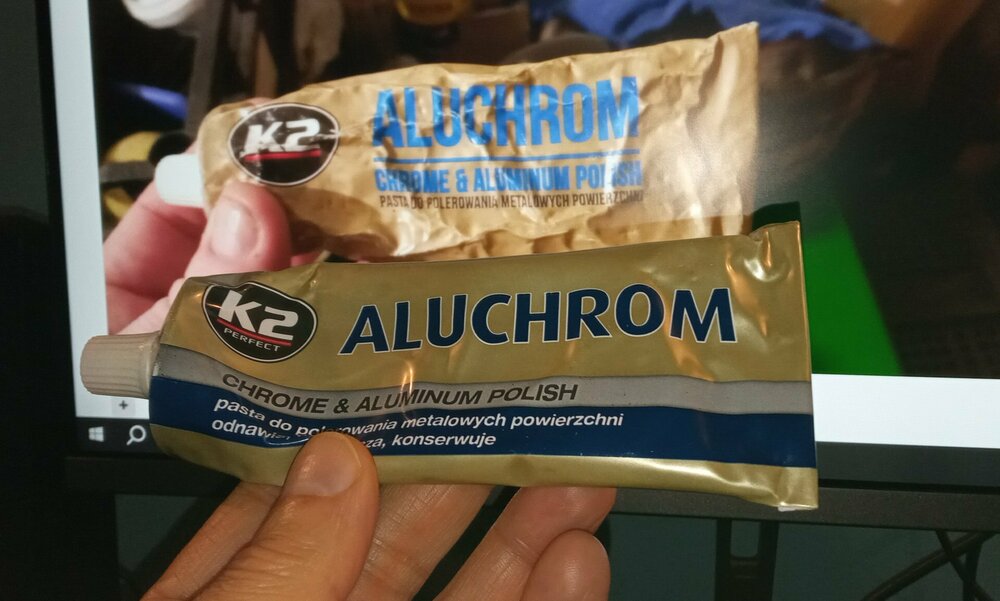 K2
PERFECT
ALUCHROM
CHROME & ALUMINUM POLISH
PASTA DO POLEROWANIA METALOWYCH POWIERZCHNI
K2
PERFECT
ALUCHROM
CHROME & ALUMINUM POLISH
pasta do polerowania metalowych powierzchni
konserwuje